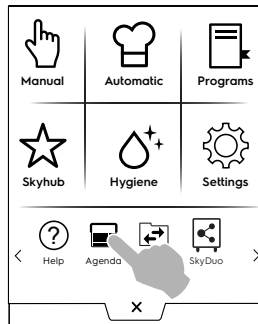 Manual Automatic Programs
Skyhub Hygiene Settings
? 
Help Agenda SkyDuo
< >
X